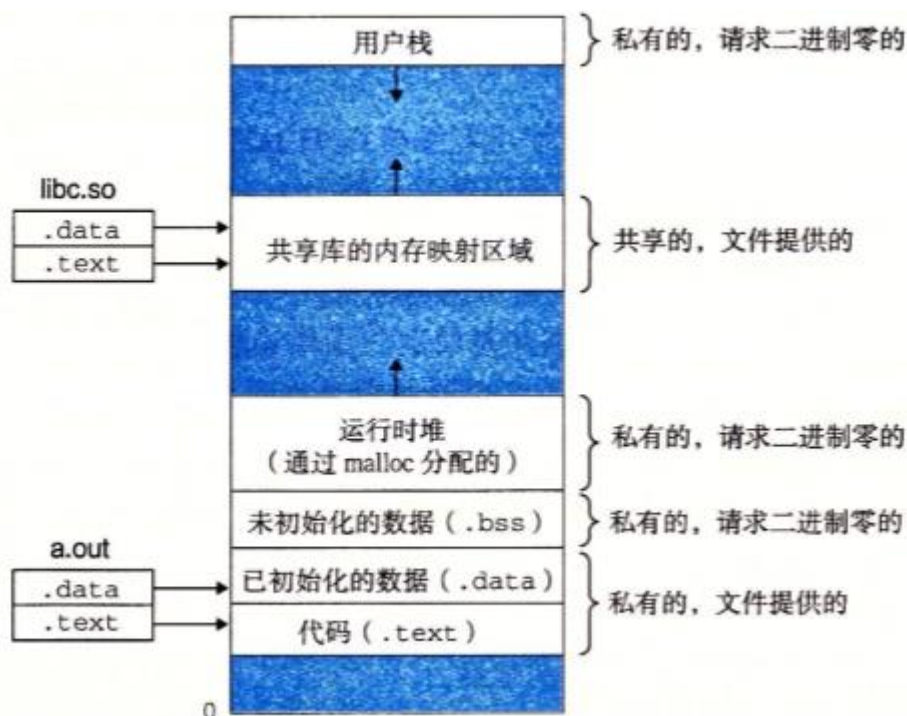 用户栈
私有的，请求二进制零的
libc.so
.data
.text
共享库的内存映射区域
共享的，文件提供的
运行时堆
（通过 malloc 分配的）
私有的，请求二进制零的
未初始化的数据（.bss）
私有的，请求二进制零的
a.out
.data
.text
已初始化的数据（.data）
代码（.text）
私有的，文件提供的
0